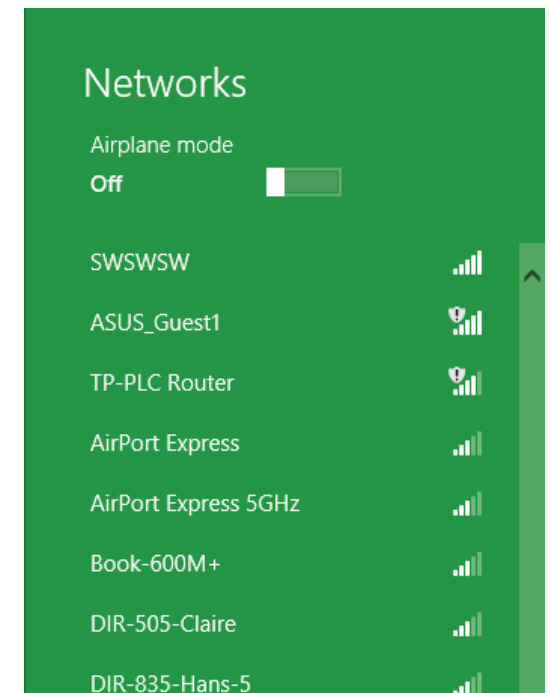 Networks
Airplane mode
Off
SWSWSW
ASUS_Guest1
TP-PLC Router
AirPort Express
AirPort Express 5GHz
Book-600M+
DIR-505-Claire
DIR-835-Hans-5